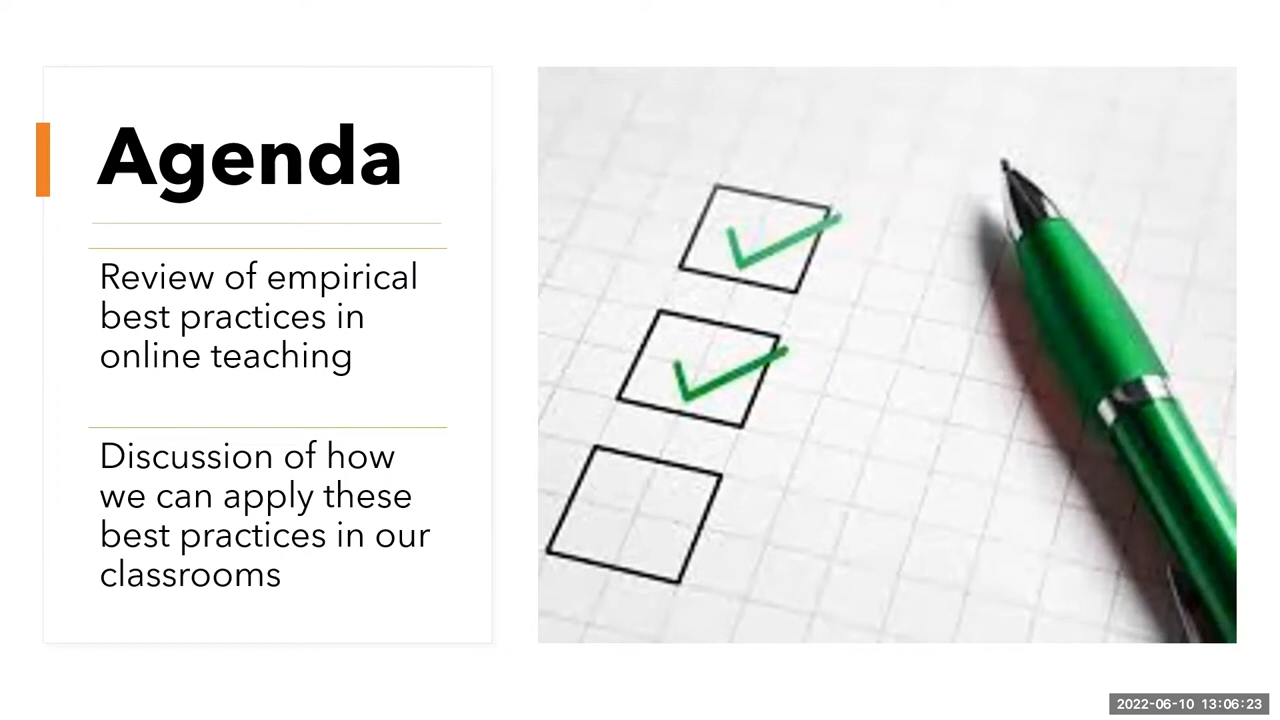 Agenda
Review of empirical
best practices in
online teaching
Discussion of how
we can apply these
best practices in our
classrooms
2022-06-10 13:06:23